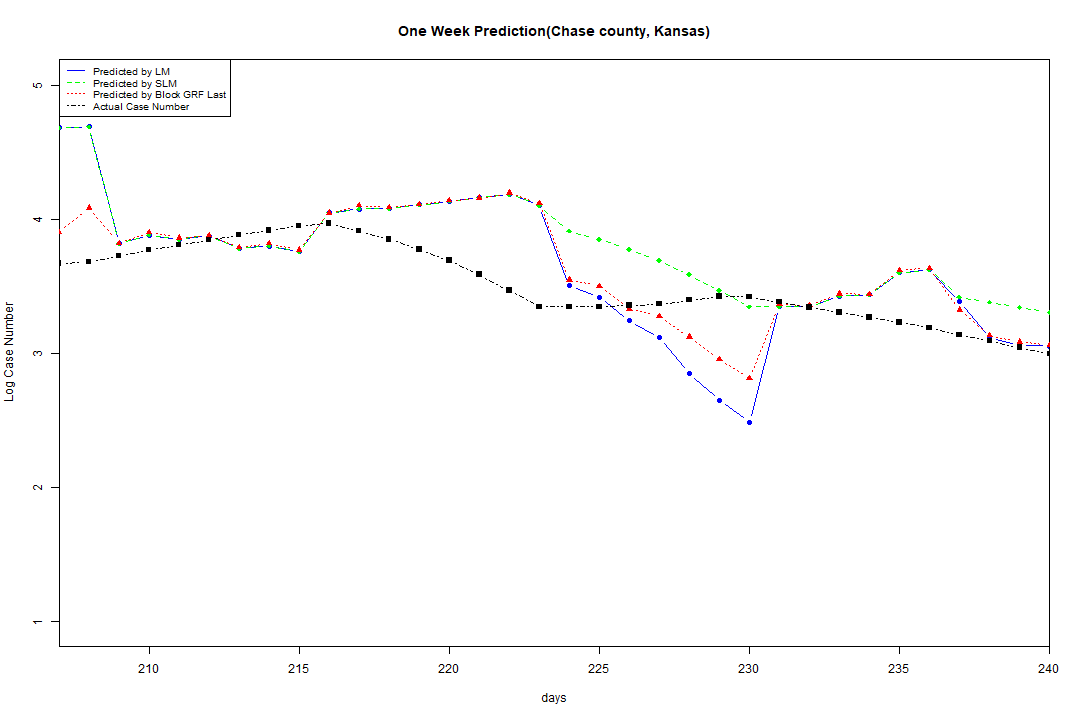 One Week Prediction(Chase county, Kansas)
Predicted by LM
Predicted by SLM
Predicted by Block GRF Last
Actual Case Number
5
4
3
2
1
Log Case Number
210
215
220
225
230
235
240
days